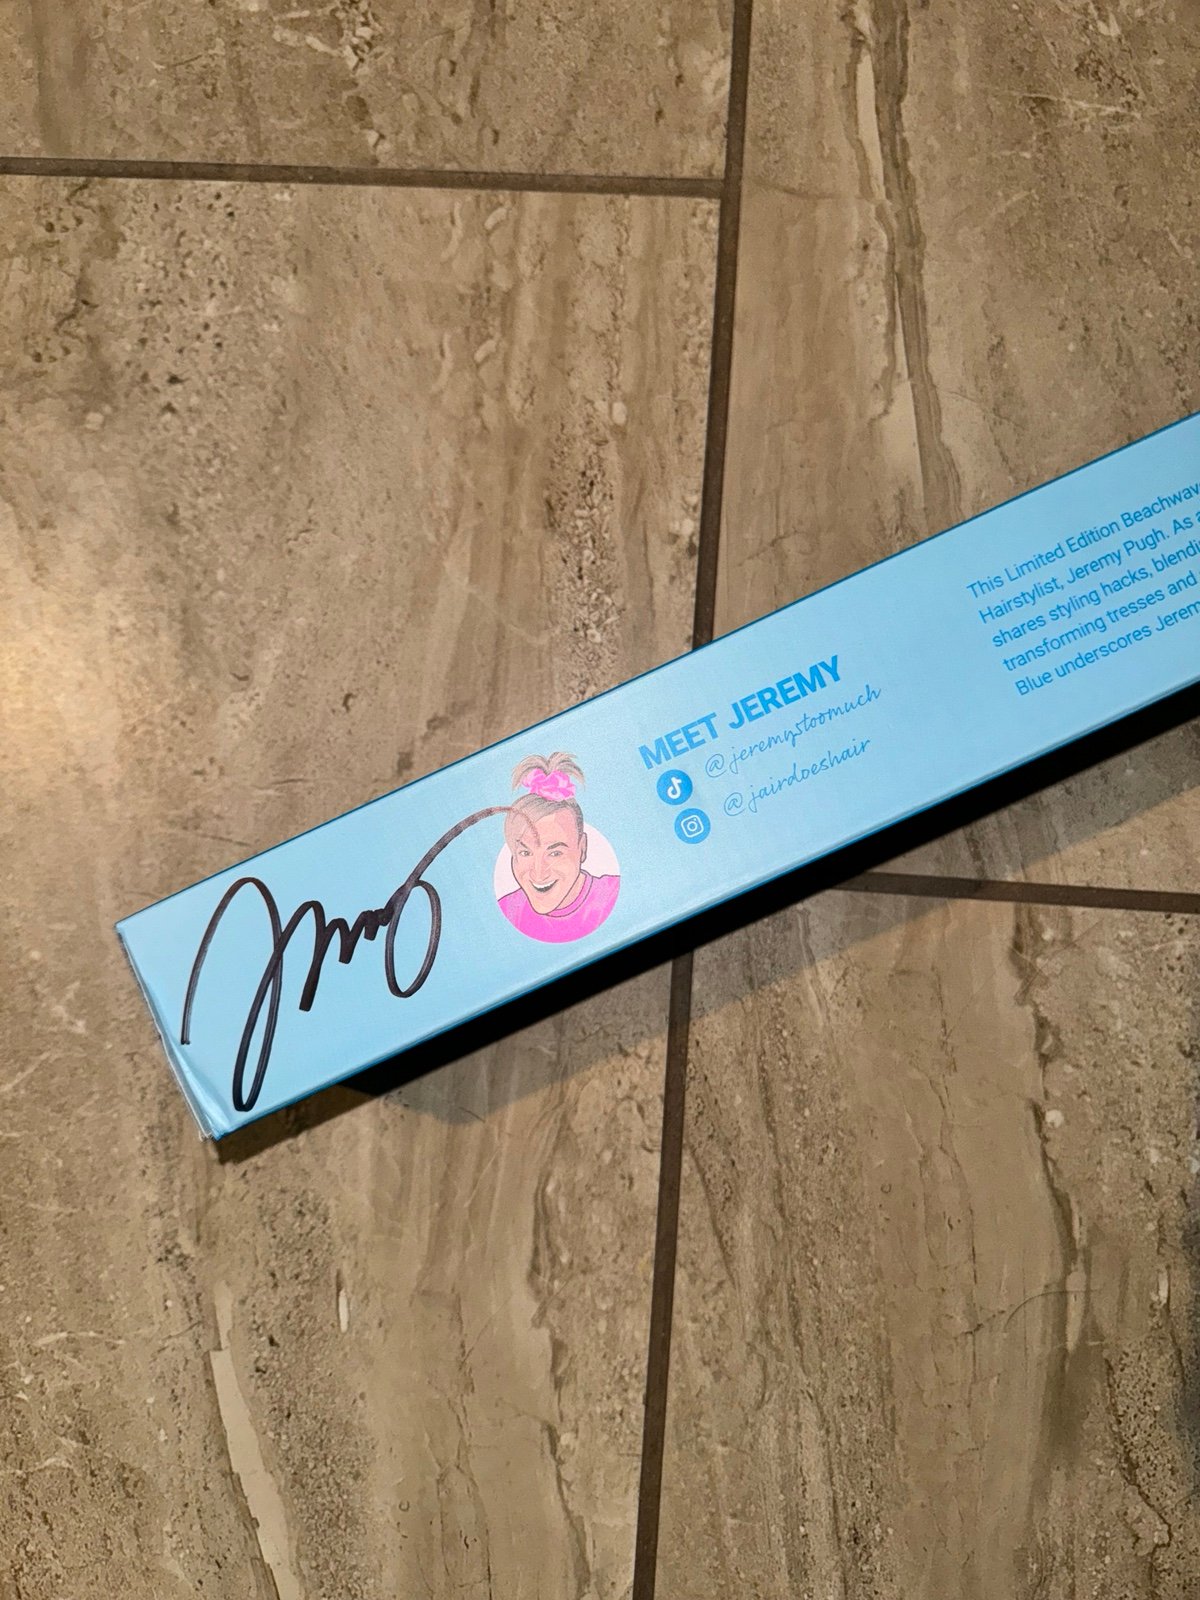 MEET JEREMY
@jeremystoomuch
@jairdoeshair
This Limited Edition Beachwav
Hairstylist, Jeremy Pugh. As a
shares styling hacks, blendi
transforming tresses and
Blue underscores Jerem